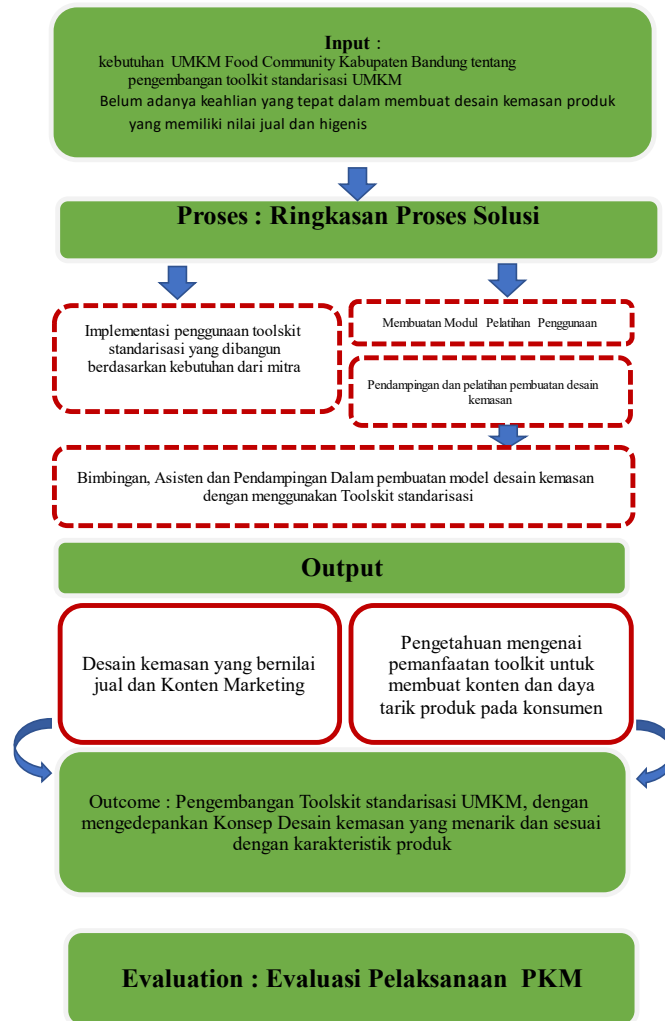 Input :
kebutuhan UMKM Food Community Kabupaten Bandung tentang
pengembangan toolkit standarisasi UMKM
Belum adanya keahlian yang tepat dalam membuat desain kemasan produk
yang memiliki nilai jual dan higenis
Proses : Ringkasan Proses Solusi
Implementasi penggunaan toolskit
standarisasi yang dibangun
berdasarkan kebutuhan dari mitra
Membuatan Modul Pelatihan Penggunaan
Pendampingan dan pelatihan pembuatan desain
kemasan
Bimbingan, Asisten dan Pendampingan Dalam pembuatan model desain kemasan
dengan menggunakan Toolskit standarisasi
Output
Desain kemasan yang bernilai
jual dan Konten Marketing
Pengetahuan mengenai
pemanfaatan toolkit untuk
membuat konten dan daya
tarik produk pada konsumen
Outcome : Pengembangan Toolskit standarisasi UMKM, dengan
mengedepankan Konsep Desain kemasan yang menarik dan sesuai
dengan karakteristik produk
Evaluation : Evaluasi Pelaksanaan PKM